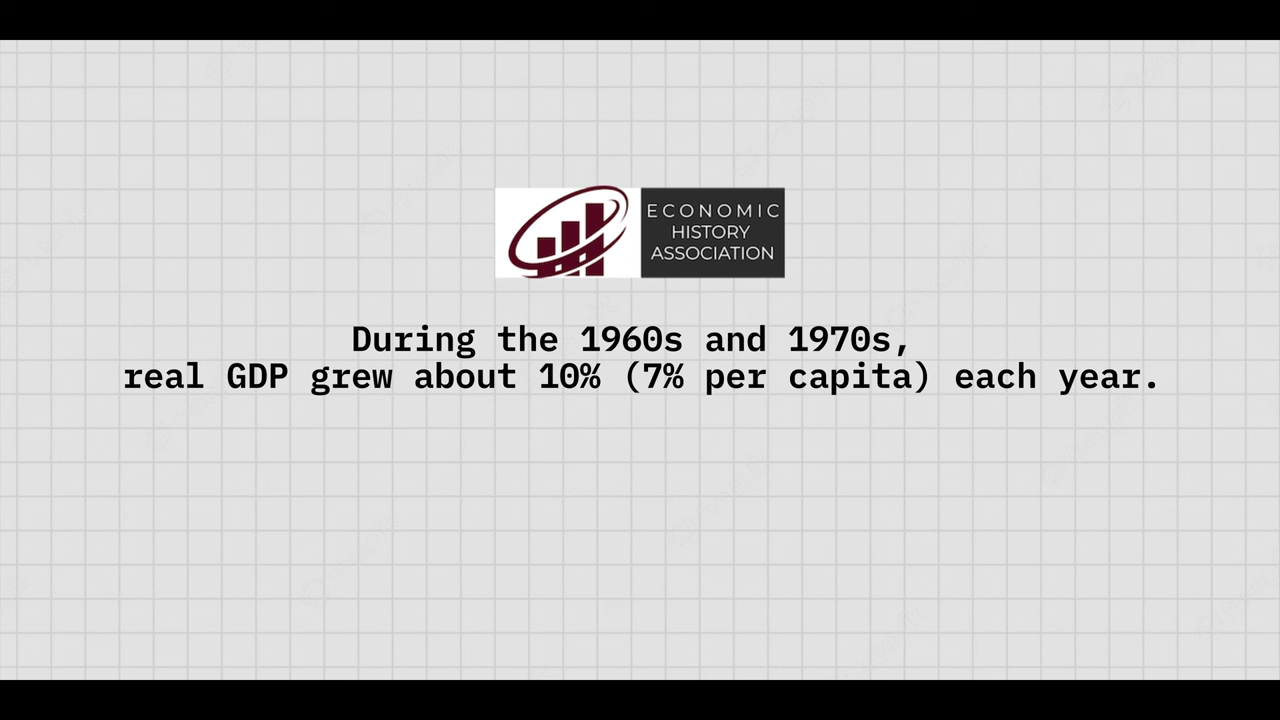 ECONOMIC
HISTORY
ASSOCIATION
During the 1960s and 1970s,
real GDP grew about 10% (7% per capita) each year.